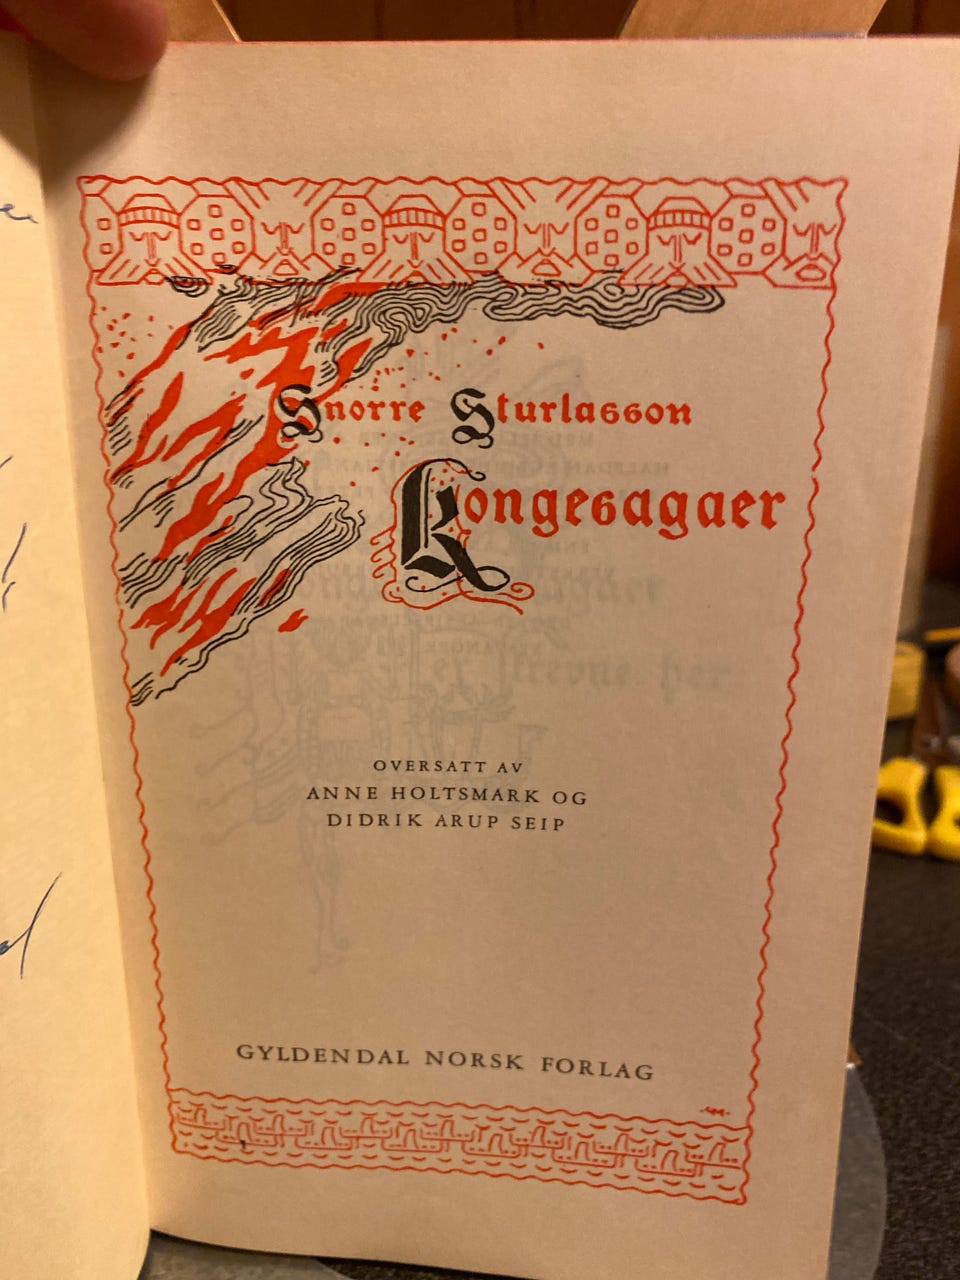 Snorre Sturlasson
Kongesagaer
OVERSATT AV
ANNE HOLTSMARK OG
DIDRIK ARUP SEIP
GYLDENDAL NORSK FORLAG